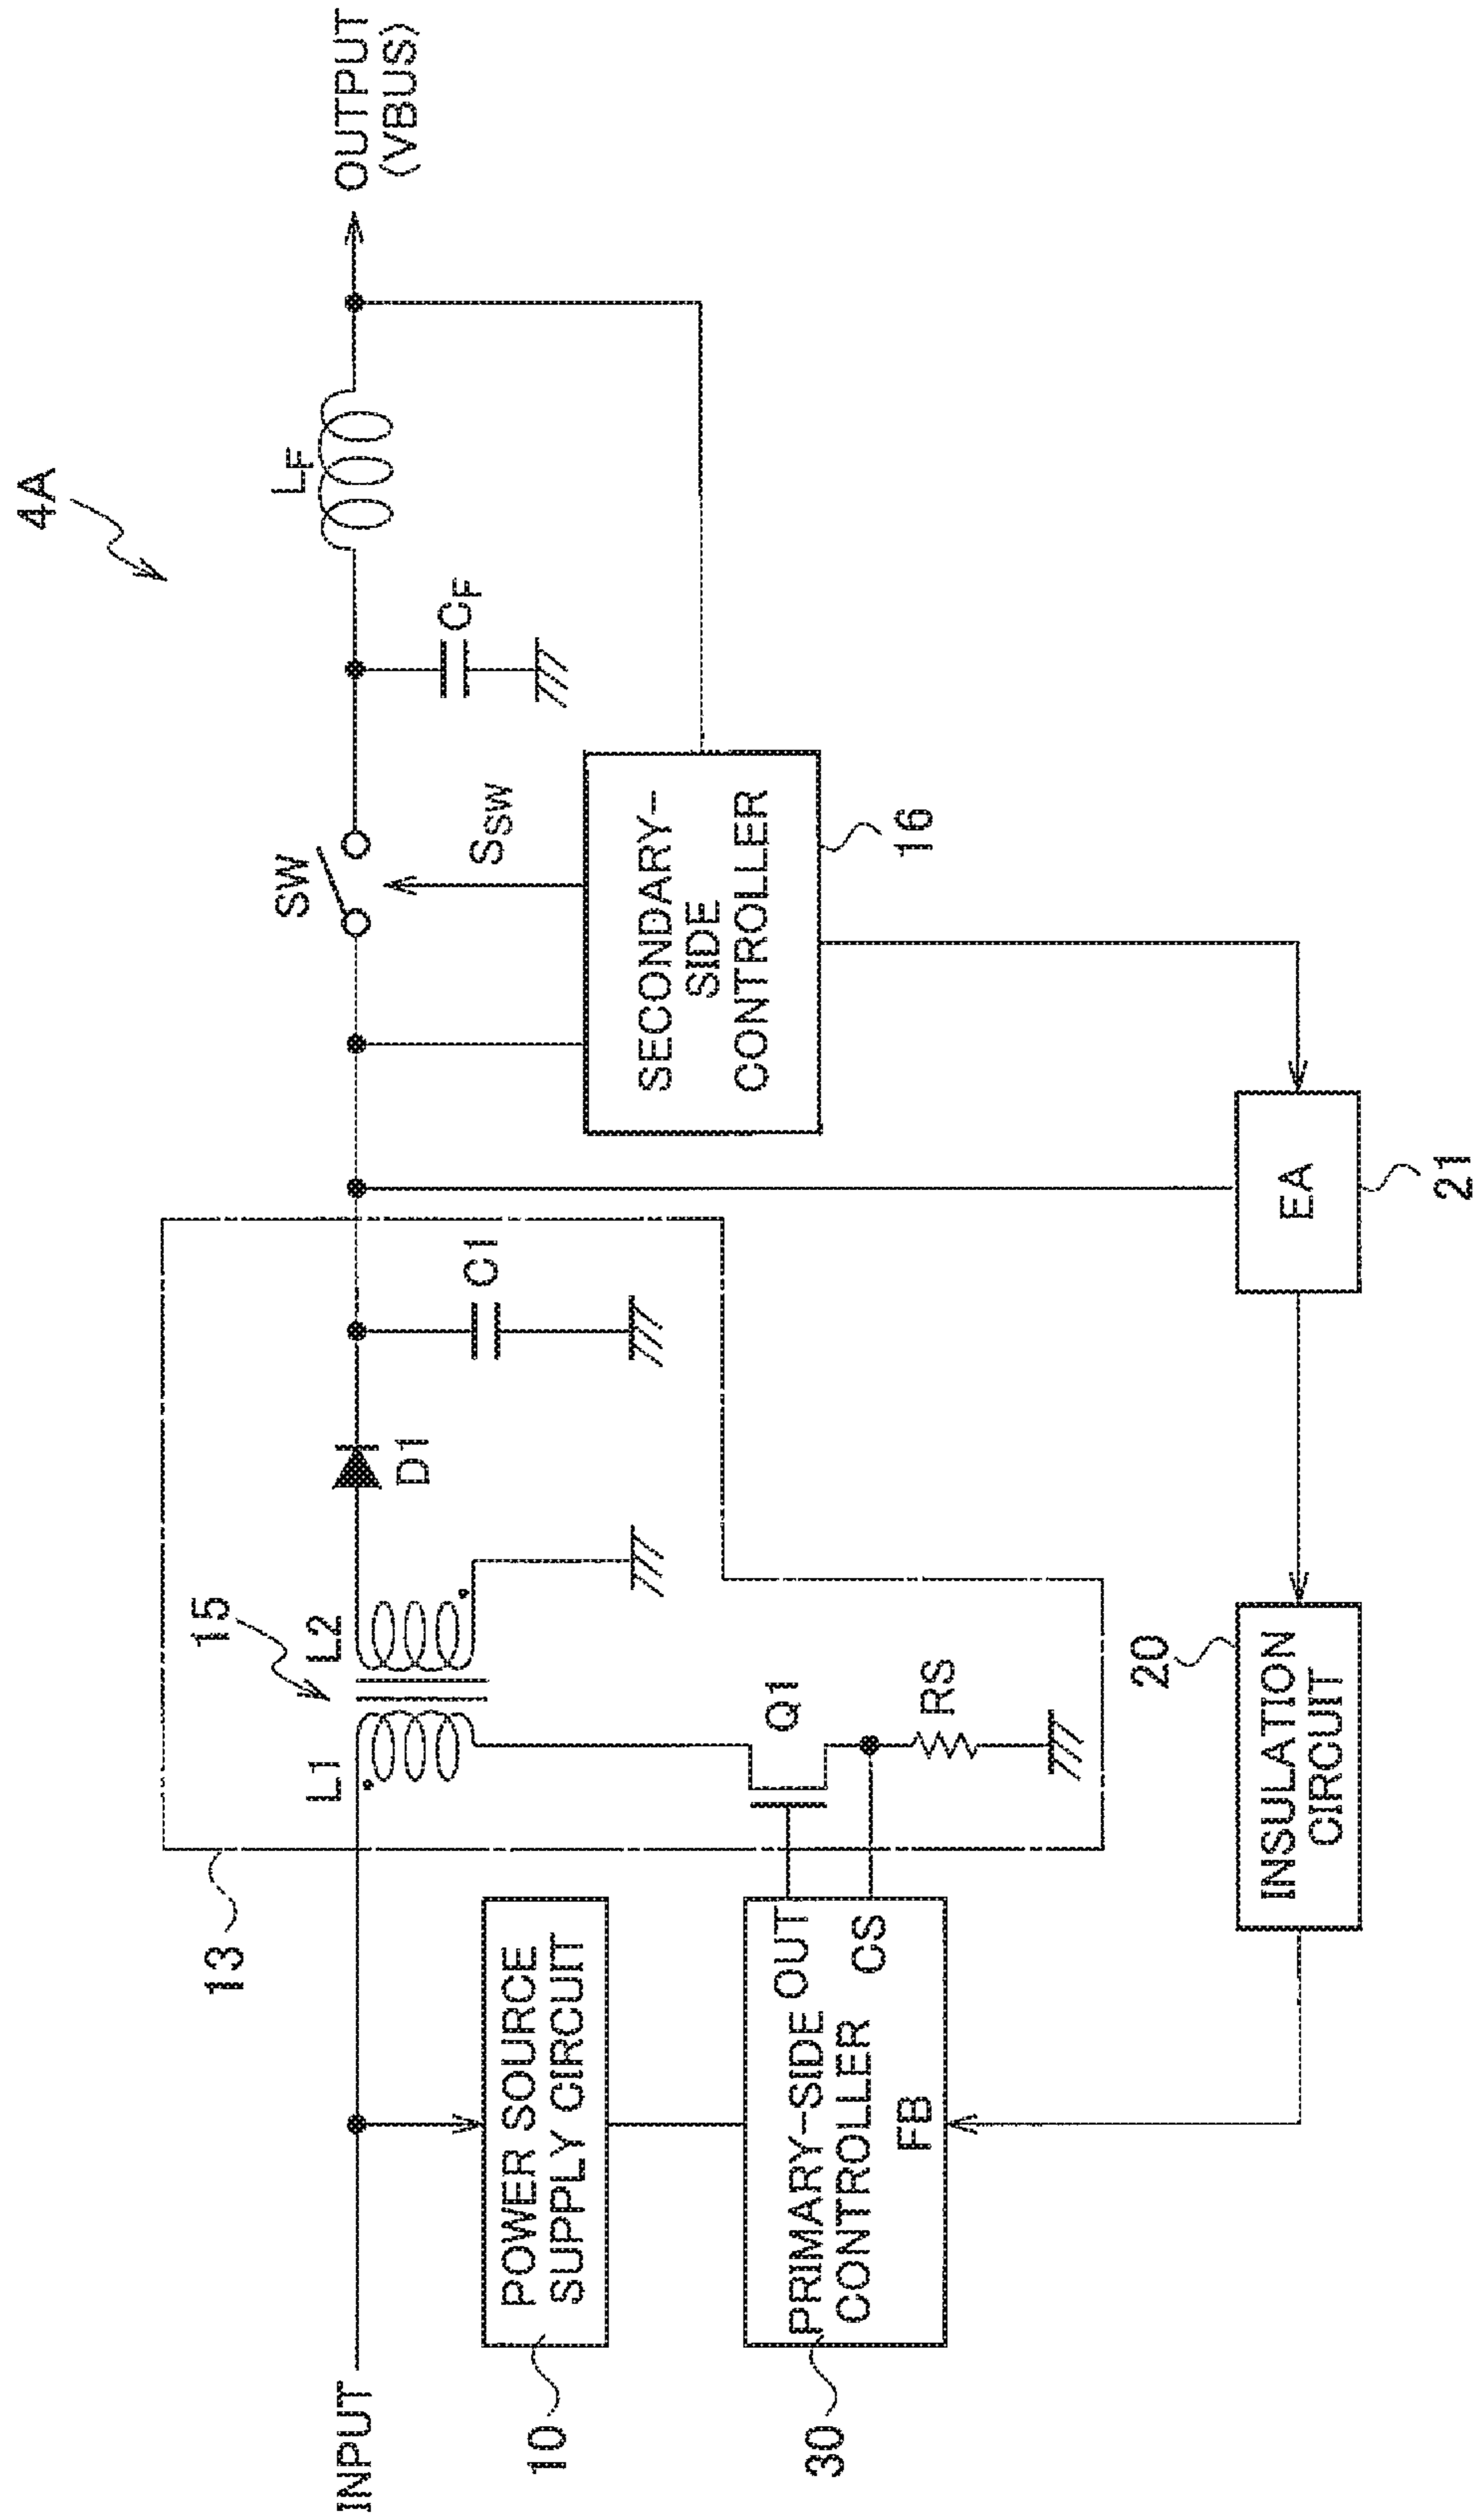 4A
OUTPUT
(VBUS)
LF
CF
SW
SSW
SECONDARY-
SIDE
CONTROLLER
16
C1
D1
15
L1
L2
13
Q1
RS
EA
21
INPUT
POWER SOURCE
SUPPLY CIRCUIT
10
PRIMARY-SIDE
CONTROLLER
OUT
CS
FB
30
INSULATION
CIRCUIT
20